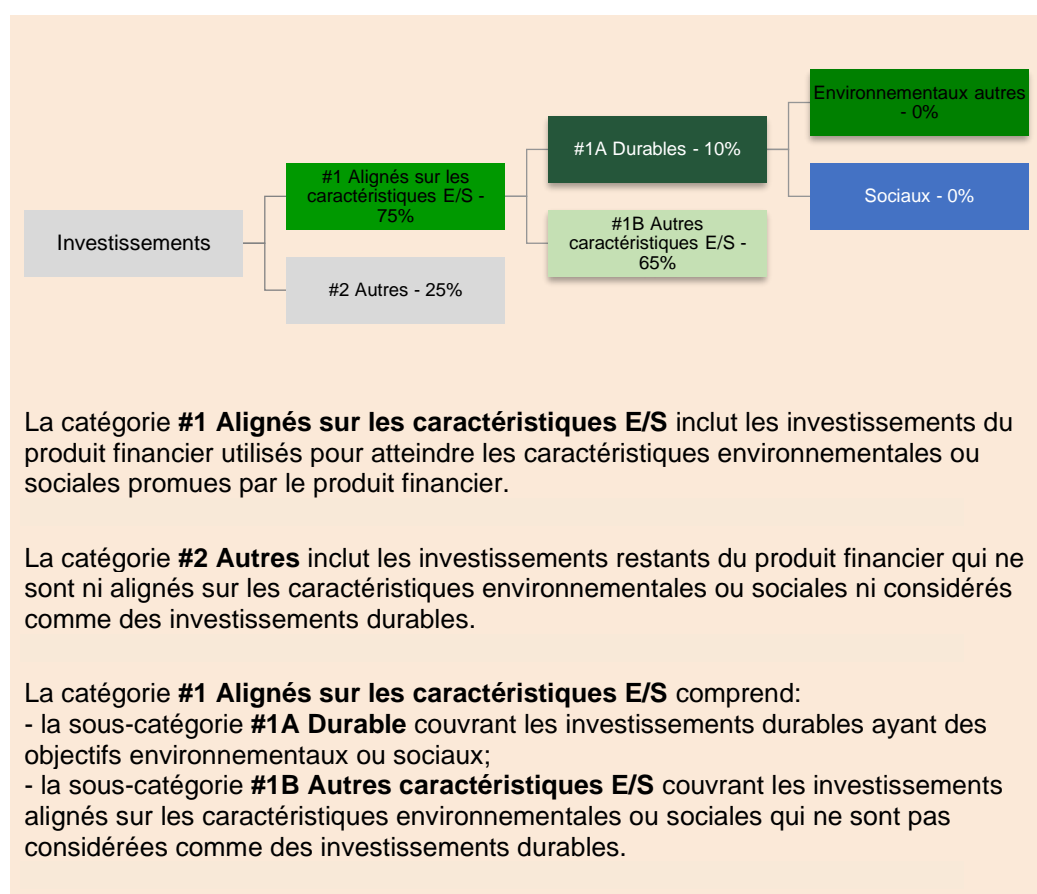 Environnementaux autres
- 0%
#1A Durables - 10%
#1 Alignés sur les
caractéristiques E/S -
75%
Sociaux - 0%
Investissements
#1B Autres
caractéristiques E/S -
65%
#2 Autres - 25%
La catégorie #1 Alignés sur les caractéristiques E/S inclut les investissements du
produit financier utilisés pour atteindre les caractéristiques environnementales ou
sociales promues par le produit financier.
La catégorie #2 Autres inclut les investissements restants du produit financier qui ne
sont ni alignés sur les caractéristiques environnementales ou sociales ni considérés
comme des investissements durables.
La catégorie #1 Alignés sur les caractéristiques E/S comprend:
- la sous-catégorie #1A Durable couvrant les investissements durables ayant des
objectifs environnementaux ou sociaux;
- la sous-catégorie #1B Autres caractéristiques E/S couvrant les investissements
alignés sur les caractéristiques environnementales ou sociales qui ne sont pas
considérées comme des investissements durables.